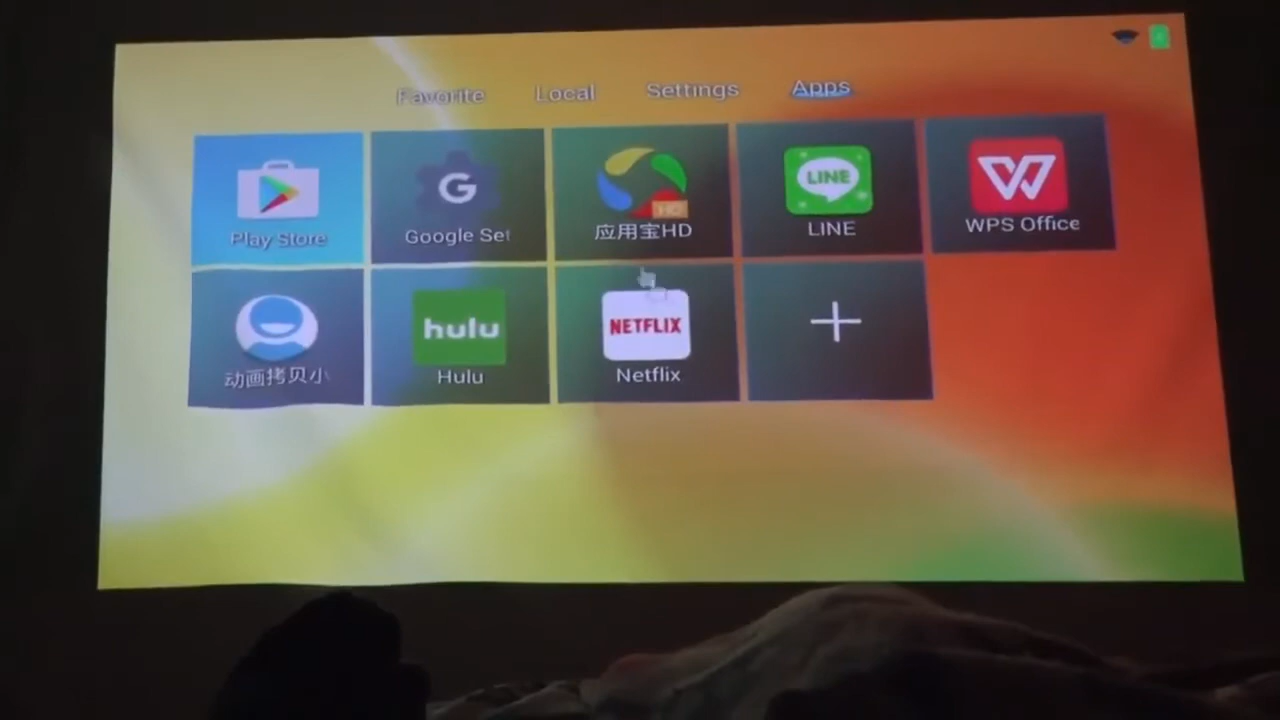 Favorite Local Settings Apps
G
HD
LINE
Play Store
Google Set
应用宝HD
LINE
WPS Office
hulu
NETFLIX
动画拷贝小
Hulu
Netflix